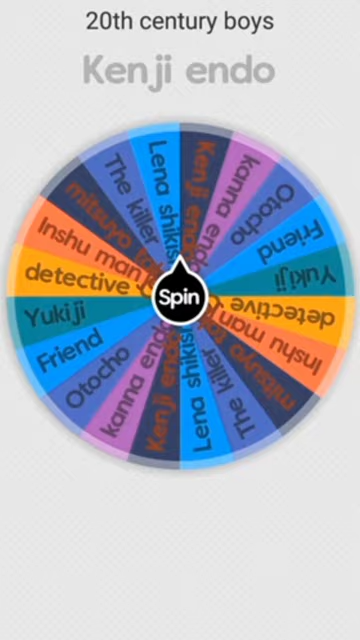 20th century boys
Kenji endo
Kenji endo
kanna endo
Otocho
Friend
Yukiji
detective
Inshu man
mitsuyo
The killer
Lena shikis
Kenji endo
kanna endo
Otocho
Friend
Yukiji
detective
Inshu man
mitsuyo
The killer
Lena shikis
Spin